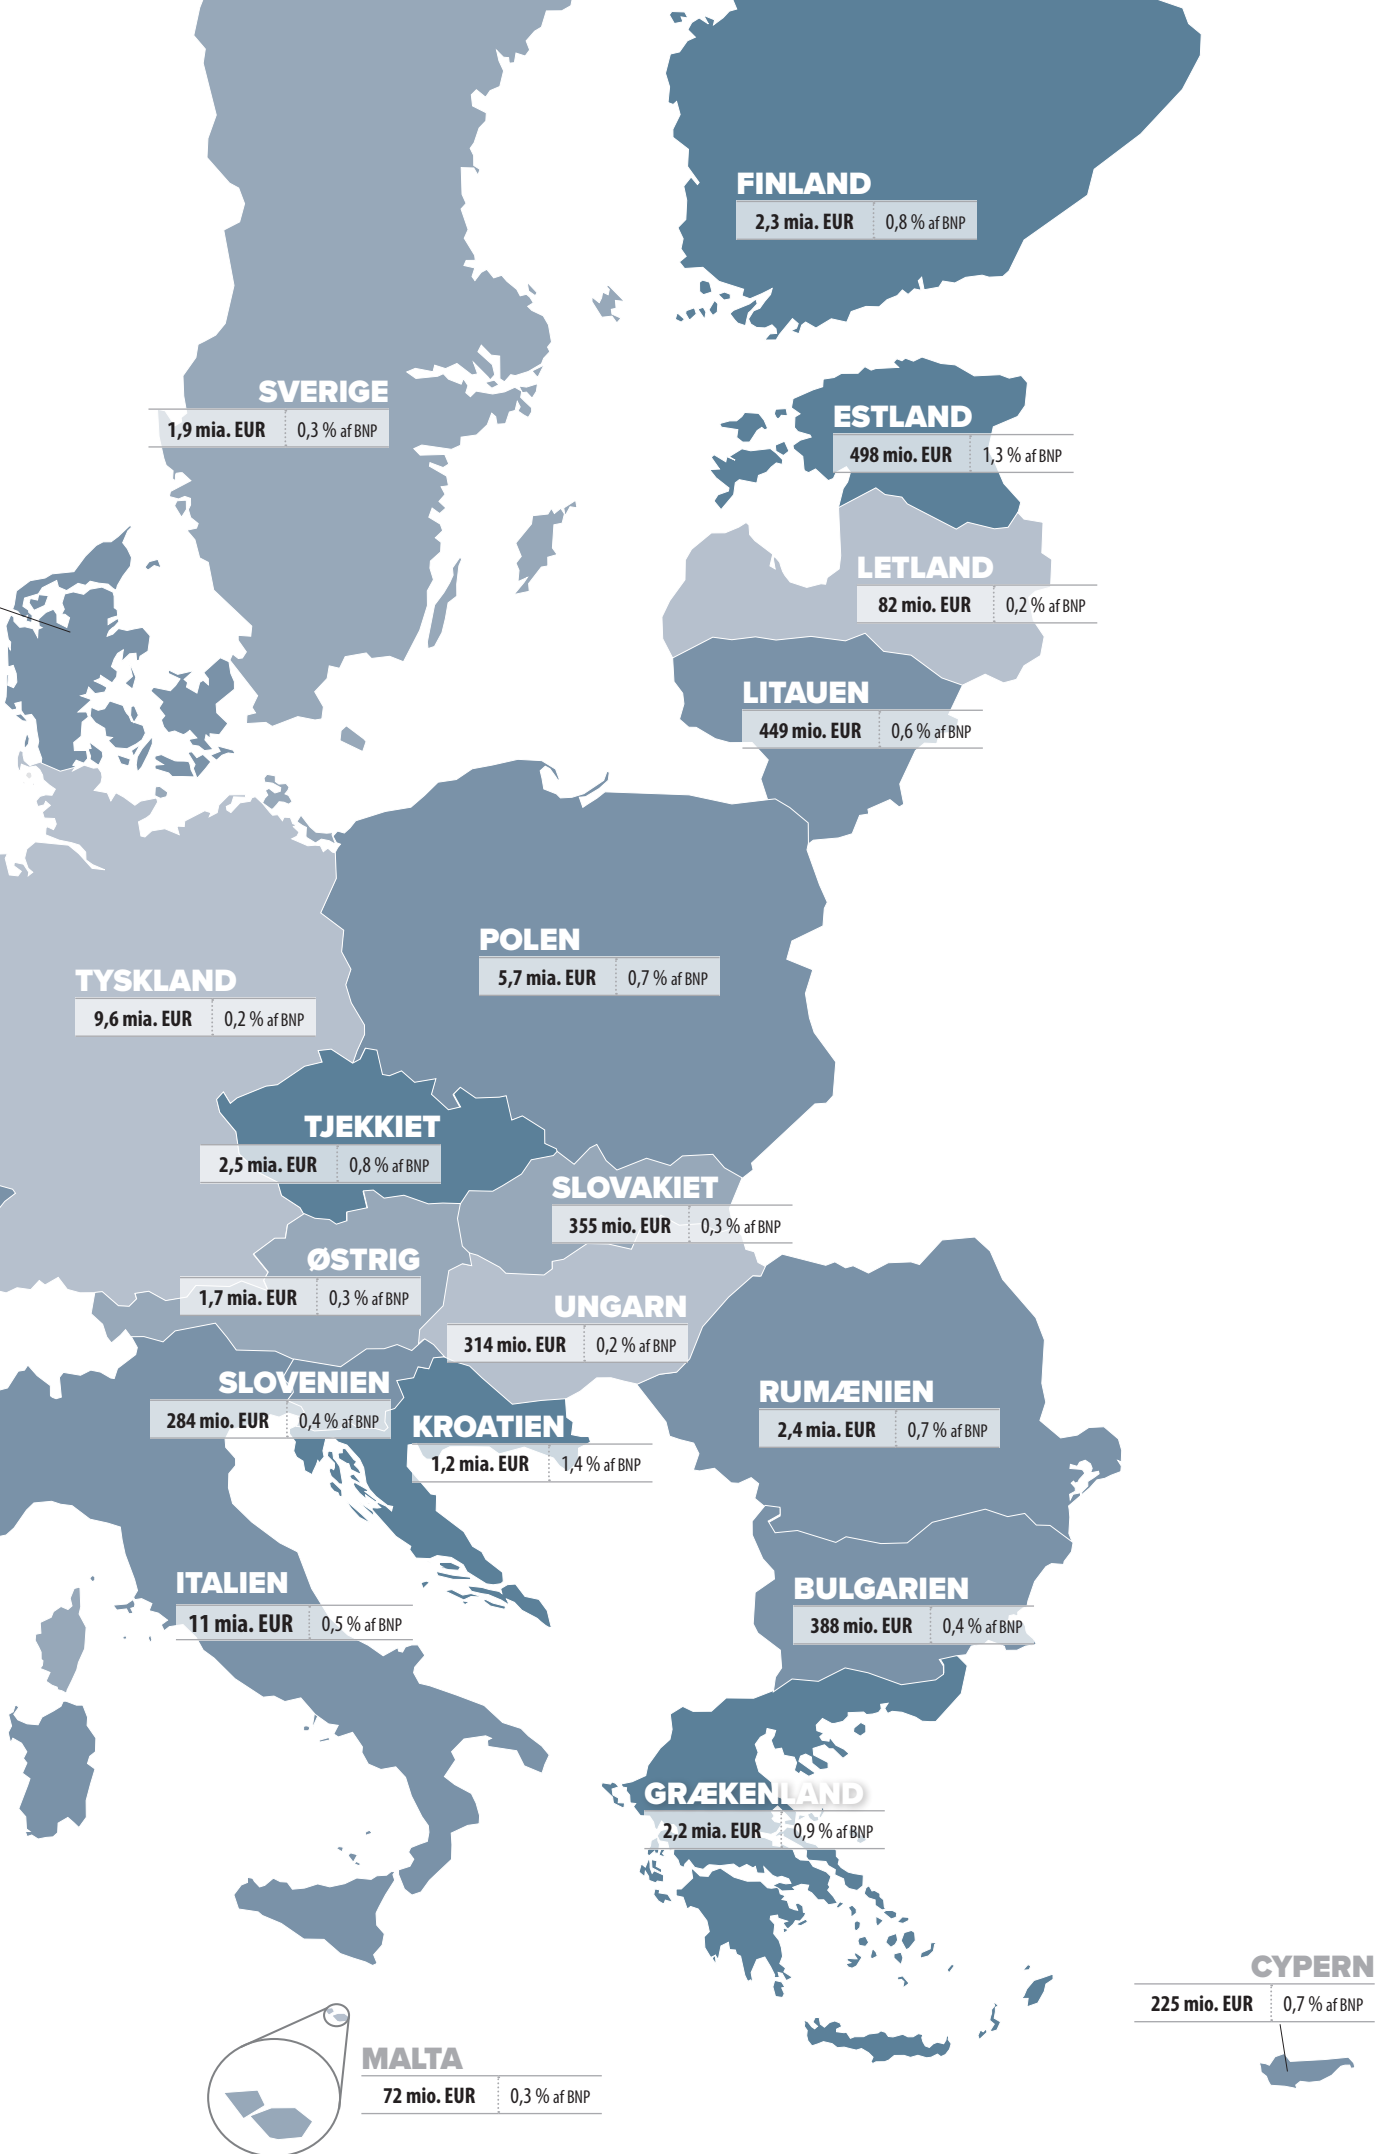 FINLAND
2,3 mia. EUR 0,8 % af BNP
SVERIGE
1,9 mia. EUR 0,3 % af BNP
ESTLAND
498 mio. EUR 1,3 % af BNP
LETLAND
82 mio. EUR 0,2 % af BNP
LITAUEN
449 mio. EUR 0,6 % af BNP
POLEN
5,7 mia. EUR 0,7 % af BNP
TYSKLAND
9,6 mia. EUR 0,2 % af BNP
TJEKKIET
2,5 mia. EUR 0,8 % af BNP
SLOVAKIET
355 mio. EUR 0,3 % af BNP
ØSTRIG
1,7 mia. EUR 0,3 % af BNP
UNGARN
314 mio. EUR 0,2 % af BNP
SLOVENIEN
284 mio. EUR 0,4 % af BNP
RUMÆNIEN
2,4 mia. EUR 0,7 % af BNP
KROATIEN
1,2 mia. EUR 1,4 % af BNP
ITALIEN
11 mia. EUR 0,5 % af BNP
BULGARIEN
388 mio. EUR 0,4 % af BNP
GRÆKENLAND
2,2 mia. EUR 0,9 % af BNP
CYPERN
225 mio. EUR 0,7 % af BNP
MALTA
72 mio. EUR 0,3 % af BNP